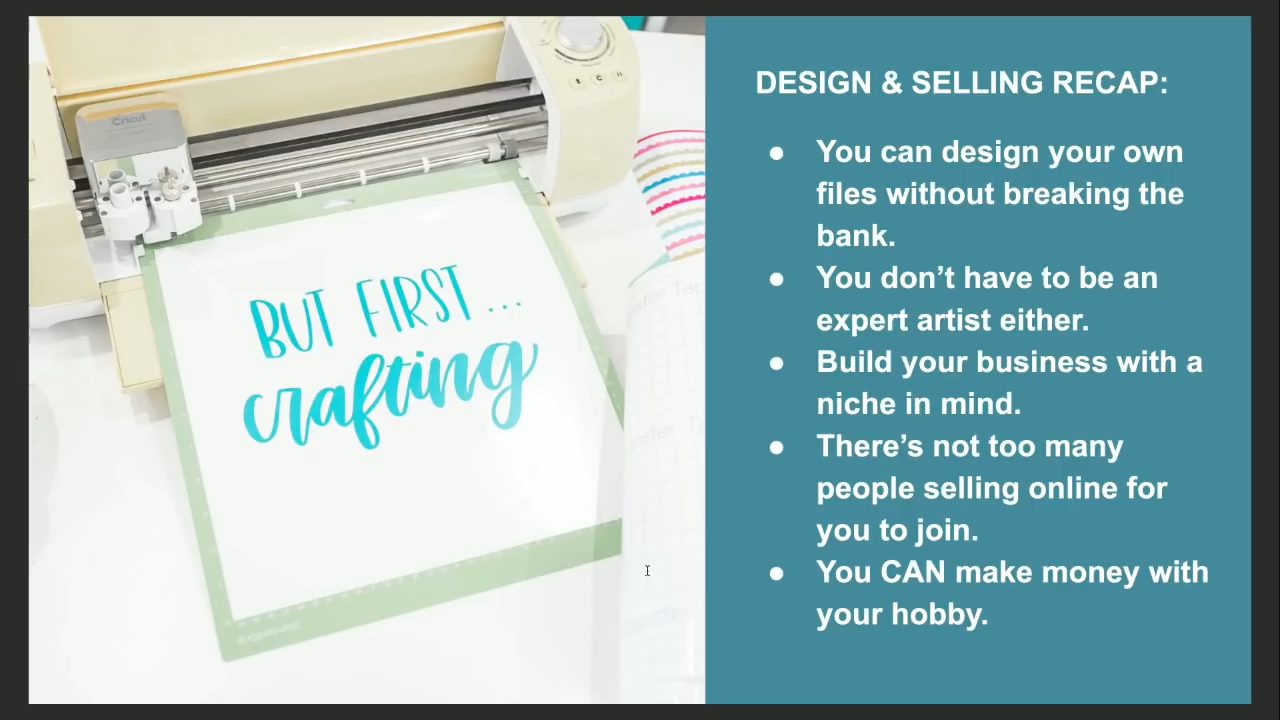 Cricut
BUT FIRST...
crafting
DESIGN & SELLING RECAP:
● You can design your own
files without breaking the
bank.
● You don’t have to be an
expert artist either.
● Build your business with a
niche in mind.
● There’s not too many
people selling online for
you to join.
● You CAN make money with
your hobby.